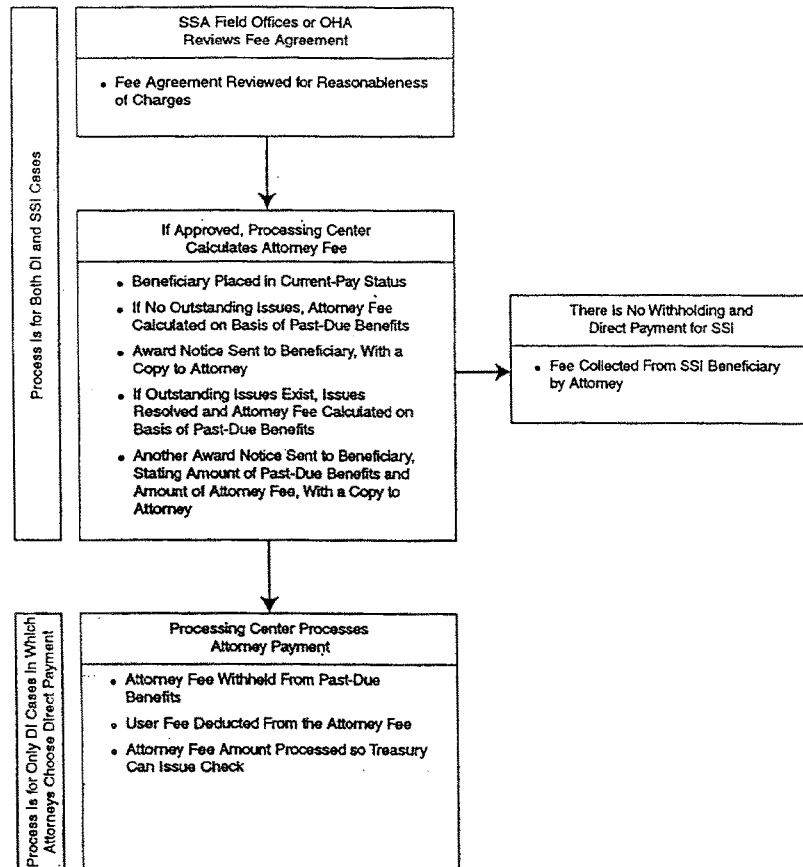 SSA Field Offices or OHA
Reviews Fee Agreement
• Fee Agreement Reviewed for Reasonableness
of Charges
Process Is for Both DI and SSI Cases
If Approved, Processing Center
Calculates Attorney Fee
• Beneficiary Placed in Current-Pay Status
• If No Outstanding Issues, Attorney Fee
Calculated on Basis of Past-Due Benefits
• Award Notice Sent to Beneficiary, With a
Copy to Attorney
• If Outstanding Issues Exist, Issues
Resolved and Attorney Fee Calculated on
Basis of Past-Due Benefits
• Another Award Notice Sent to Beneficiary,
Stating Amount of Past-Due Benefits and
Amount of Attorney Fee, With a Copy to
Attorney
There is No Withholding and
Direct Payment for SSI
• Fee Collected From SSI Beneficiary
by Attorney
Process Is for Only DI Cases In Which
Attorneys Choose Direct Payment
Processing Center Processes
Attorney Payment
• Attorney Fee Withheld From Past-Due
Benefits
• User Fee Deducted From the Attorney Fee
• Attorney Fee Amount Processed so Treasury
Can Issue Check